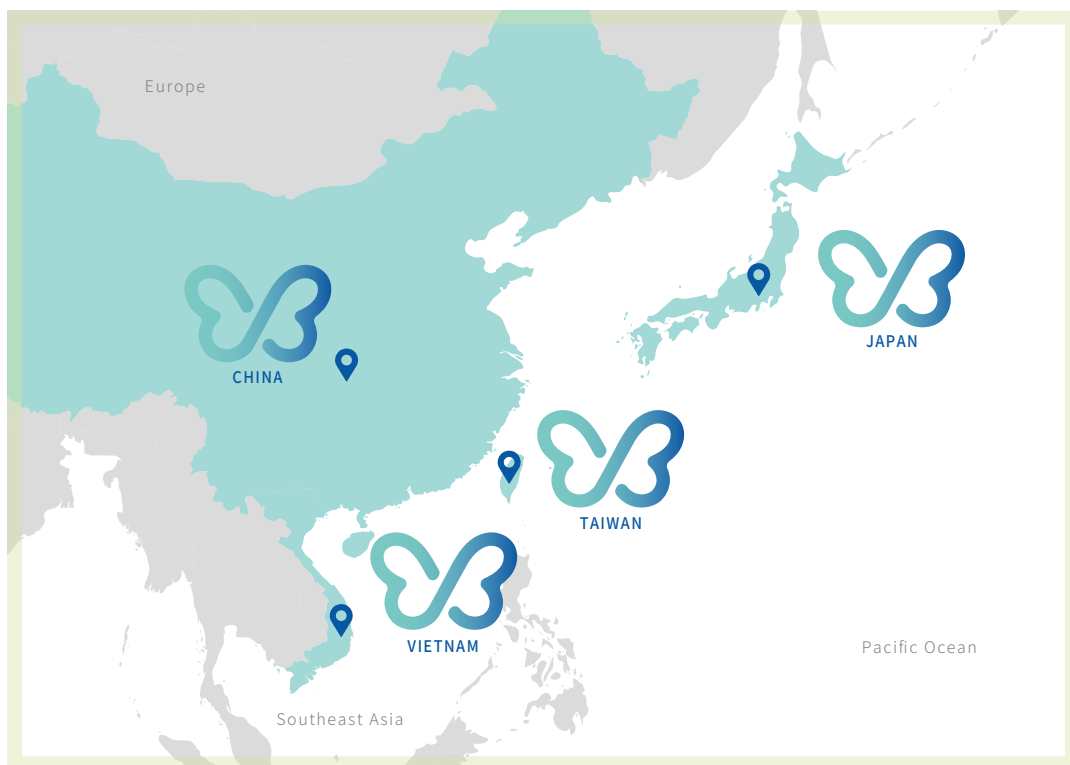 Europe
JAPAN
CHINA
TAIWAN
VIETNAM
Pacific Ocean
Southeast Asia